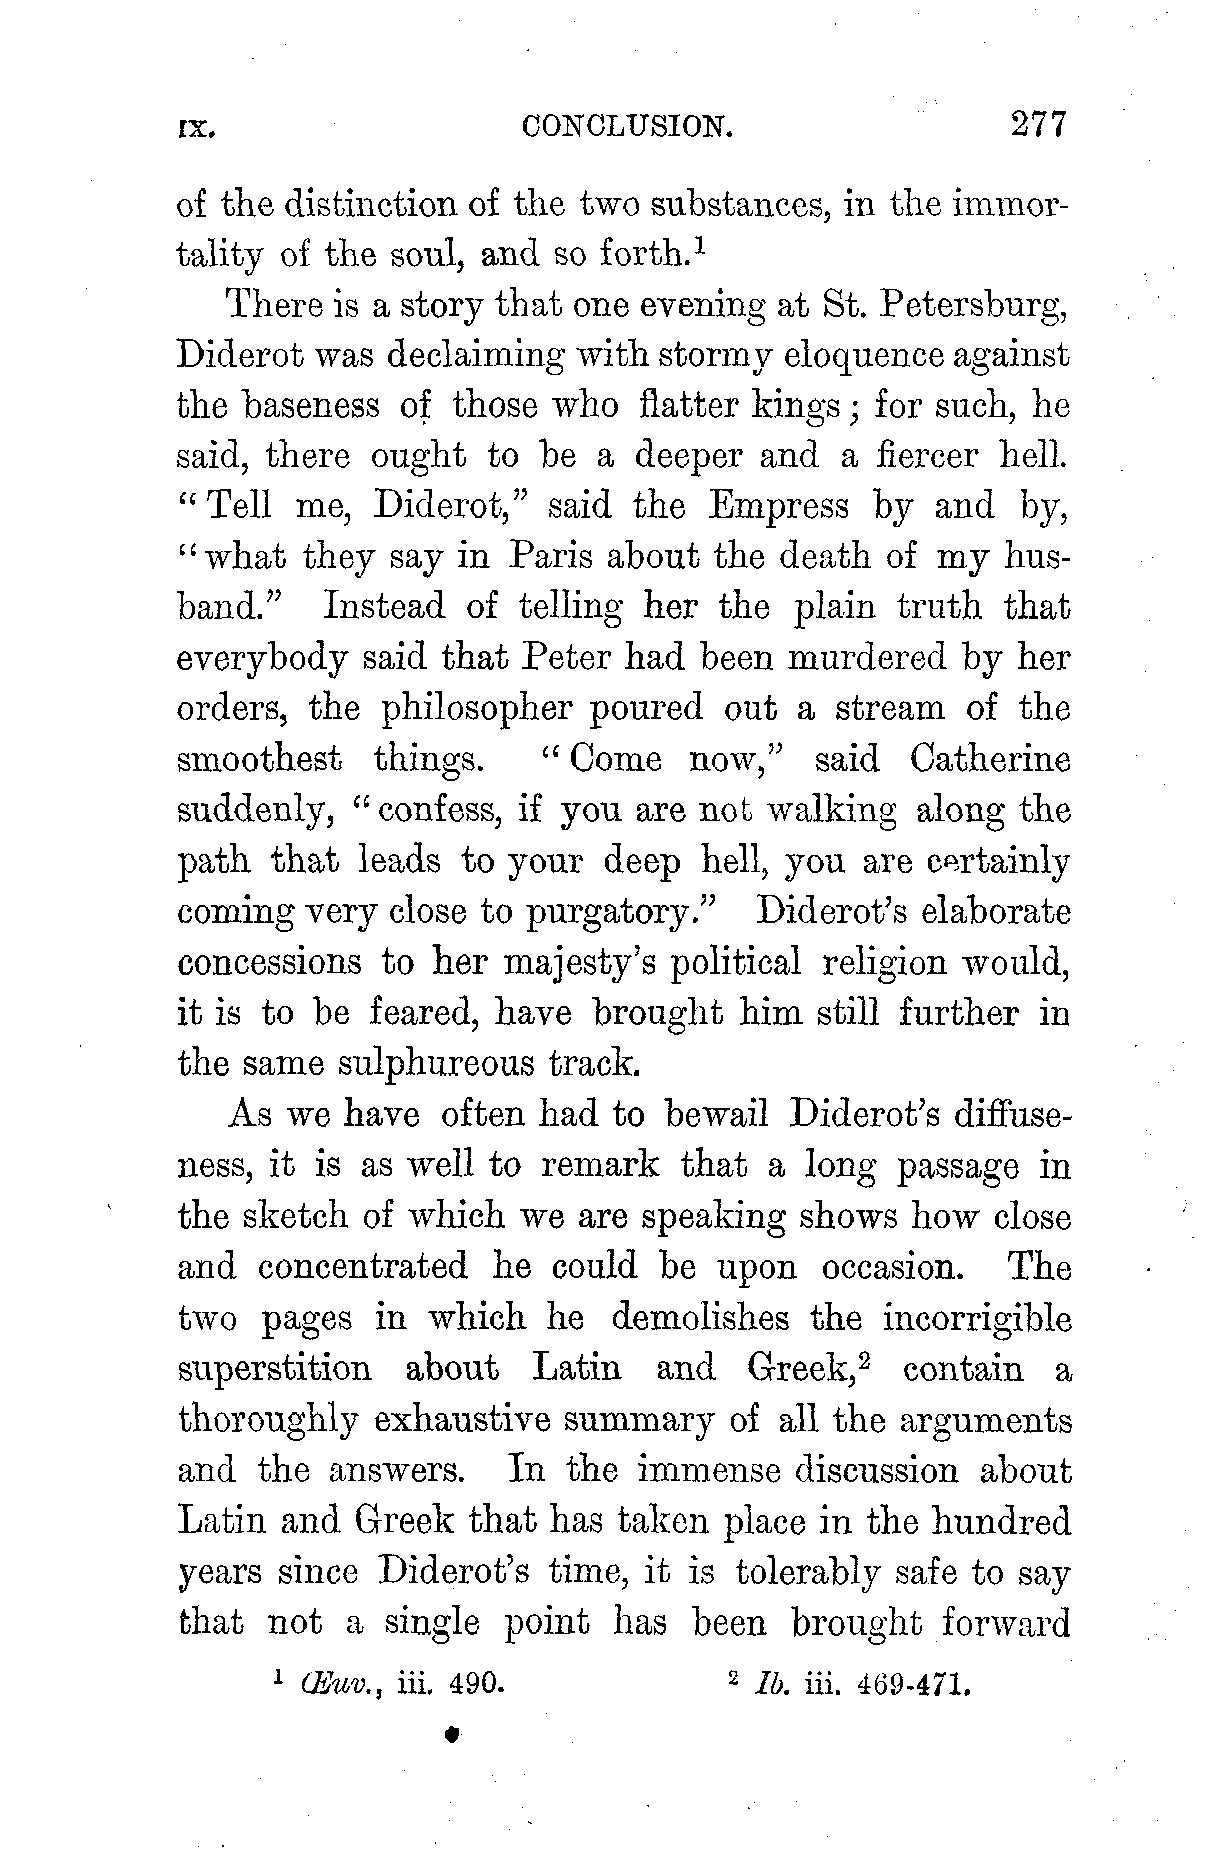 IX. CONCLUSION. 277
of the distinction of the two substances, in the immor-
tality of the soul, and so forth.¹
There is a story that one evening at St. Petersburg,
Diderot was declaiming with stormy eloquence against
the baseness of those who flatter kings; for such, he
said, there ought to be a deeper and a fiercer hell.
“Tell me, Diderot,” said the Empress by and by,
“what they say in Paris about the death of my hus-
band.” Instead of telling her the plain truth that
everybody said that Peter had been murdered by her
orders, the philosopher poured out a stream of the
smoothest things. “Come now,” said Catherine
suddenly, “confess, if you are not walking along the
path that leads to your deep hell, you are certainly
coming very close to purgatory.” Diderot’s elaborate
concessions to her majesty’s political religion would,
it is to be feared, have brought him still further in
the same sulphureous track.
As we have often had to bewail Diderot’s diffuse-
ness, it is as well to remark that a long passage in
the sketch of which we are speaking shows how close
and concentrated he could be upon occasion. The
two pages in which he demolishes the incorrigible
superstition about Latin and Greek,² contain a
thoroughly exhaustive summary of all the arguments
and the answers. In the immense discussion about
Latin and Greek that has taken place in the hundred
years since Diderot’s time, it is tolerably safe to say
that not a single point has been brought forward
¹ Œuv., iii. 490. ² Ib. iii. 469-471.